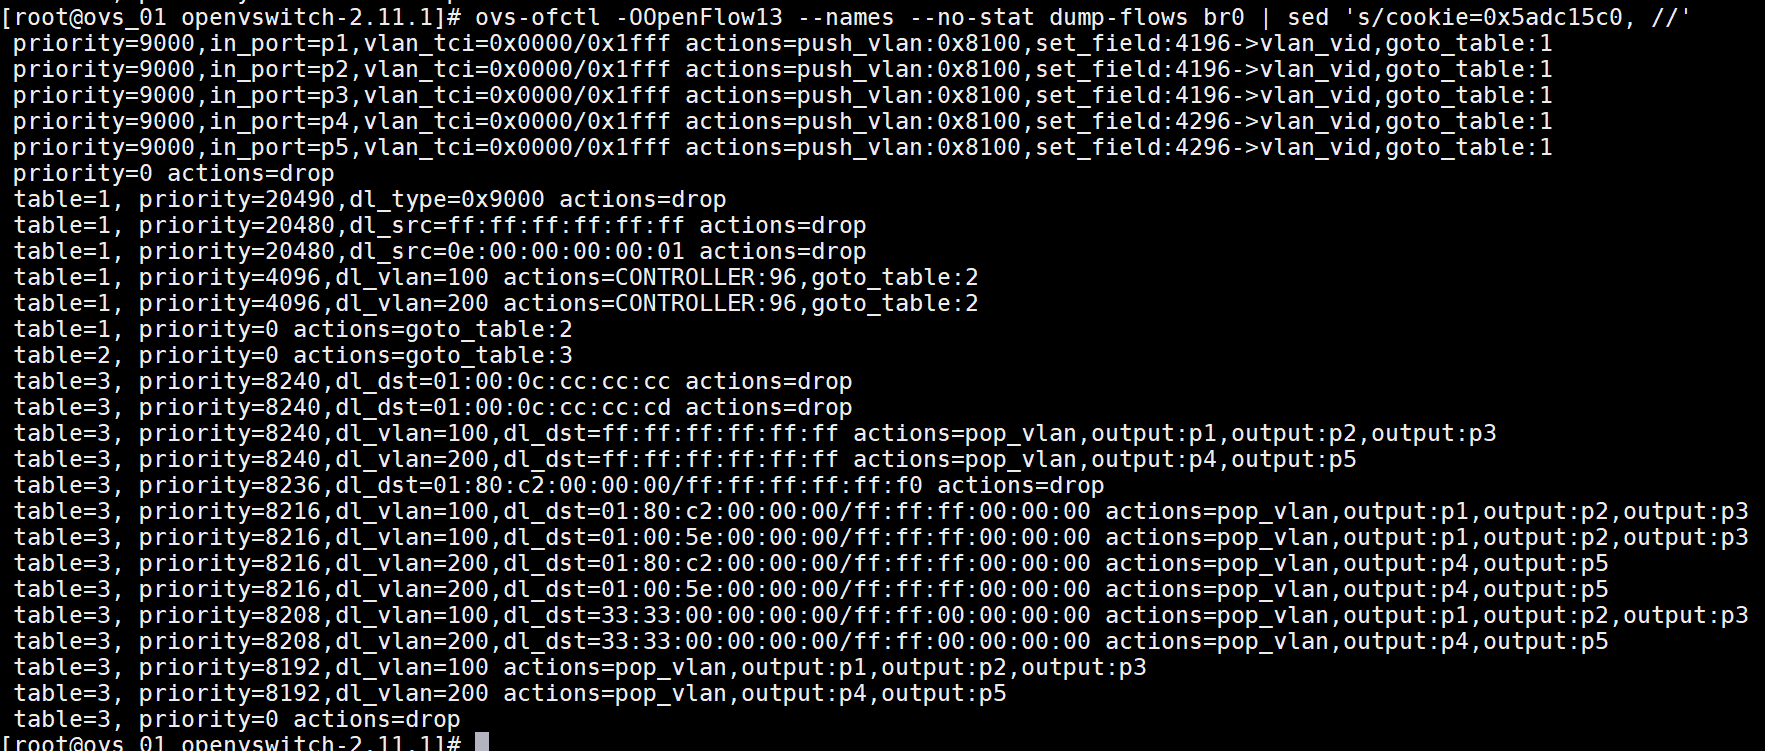 [root@ovs_01 openvswitch-2.11.1]# ovs-ofctl -OOpenFlow13 --names --no-stat dump-flows br0 | sed 's/cookie=0x5adc15c0, //'
 priority=9000,in_port=p1,vlan_tci=0x0000/0x1fff actions=push_vlan:0x8100,set_field:4196->vlan_vid,goto_table:1
 priority=9000,in_port=p2,vlan_tci=0x0000/0x1fff actions=push_vlan:0x8100,set_field:4196->vlan_vid,goto_table:1
 priority=9000,in_port=p3,vlan_tci=0x0000/0x1fff actions=push_vlan:0x8100,set_field:4196->vlan_vid,goto_table:1
 priority=9000,in_port=p4,vlan_tci=0x0000/0x1fff actions=push_vlan:0x8100,set_field:4296->vlan_vid,goto_table:1
 priority=9000,in_port=p5,vlan_tci=0x0000/0x1fff actions=push_vlan:0x8100,set_field:4296->vlan_vid,goto_table:1
 priority=0 actions=drop
 table=1, priority=20490,dl_type=0x9000 actions=drop
 table=1, priority=20480,dl_src=ff:ff:ff:ff:ff:ff actions=drop
 table=1, priority=20480,dl_src=0e:00:00:00:00:01 actions=drop
 table=1, priority=4096,dl_vlan=100 actions=CONTROLLER:96,goto_table:2
 table=1, priority=4096,dl_vlan=200 actions=CONTROLLER:96,goto_table:2
 table=1, priority=0 actions=goto_table:2
 table=2, priority=0 actions=goto_table:3
 table=3, priority=8240,dl_dst=01:00:0c:cc:cc:cc actions=drop
 table=3, priority=8240,dl_dst=01:00:0c:cc:cc:cd actions=drop
 table=3, priority=8240,dl_vlan=100,dl_dst=ff:ff:ff:ff:ff:ff actions=pop_vlan,output:p1,output:p2,output:p3
 table=3, priority=8240,dl_vlan=200,dl_dst=ff:ff:ff:ff:ff:ff actions=pop_vlan,output:p4,output:p5
 table=3, priority=8236,dl_dst=01:80:c2:00:00:00/ff:ff:ff:ff:ff:f0 actions=drop
 table=3, priority=8216,dl_vlan=100,dl_dst=01:80:c2:00:00:00/ff:ff:ff:00:00:00 actions=pop_vlan,output:p1,output:p2,output:p3
 table=3, priority=8216,dl_vlan=100,dl_dst=01:00:5e:00:00:00/ff:ff:ff:00:00:00 actions=pop_vlan,output:p1,output:p2,output:p3
 table=3, priority=8216,dl_vlan=200,dl_dst=01:80:c2:00:00:00/ff:ff:ff:00:00:00 actions=pop_vlan,output:p4,output:p5
 table=3, priority=8216,dl_vlan=200,dl_dst=01:00:5e:00:00:00/ff:ff:ff:00:00:00 actions=pop_vlan,output:p4,output:p5
 table=3, priority=8208,dl_vlan=100,dl_dst=33:33:00:00:00:00/ff:ff:00:00:00:00 actions=pop_vlan,output:p1,output:p2,output:p3
 table=3, priority=8208,dl_vlan=200,dl_dst=33:33:00:00:00:00/ff:ff:00:00:00:00 actions=pop_vlan,output:p4,output:p5
 table=3, priority=8192,dl_vlan=100 actions=pop_vlan,output:p1,output:p2,output:p3
 table=3, priority=8192,dl_vlan=200 actions=pop_vlan,output:p4,output:p5
 table=3, priority=0 actions=drop
[root@ovs_01 openvswitch-2.11.1]#